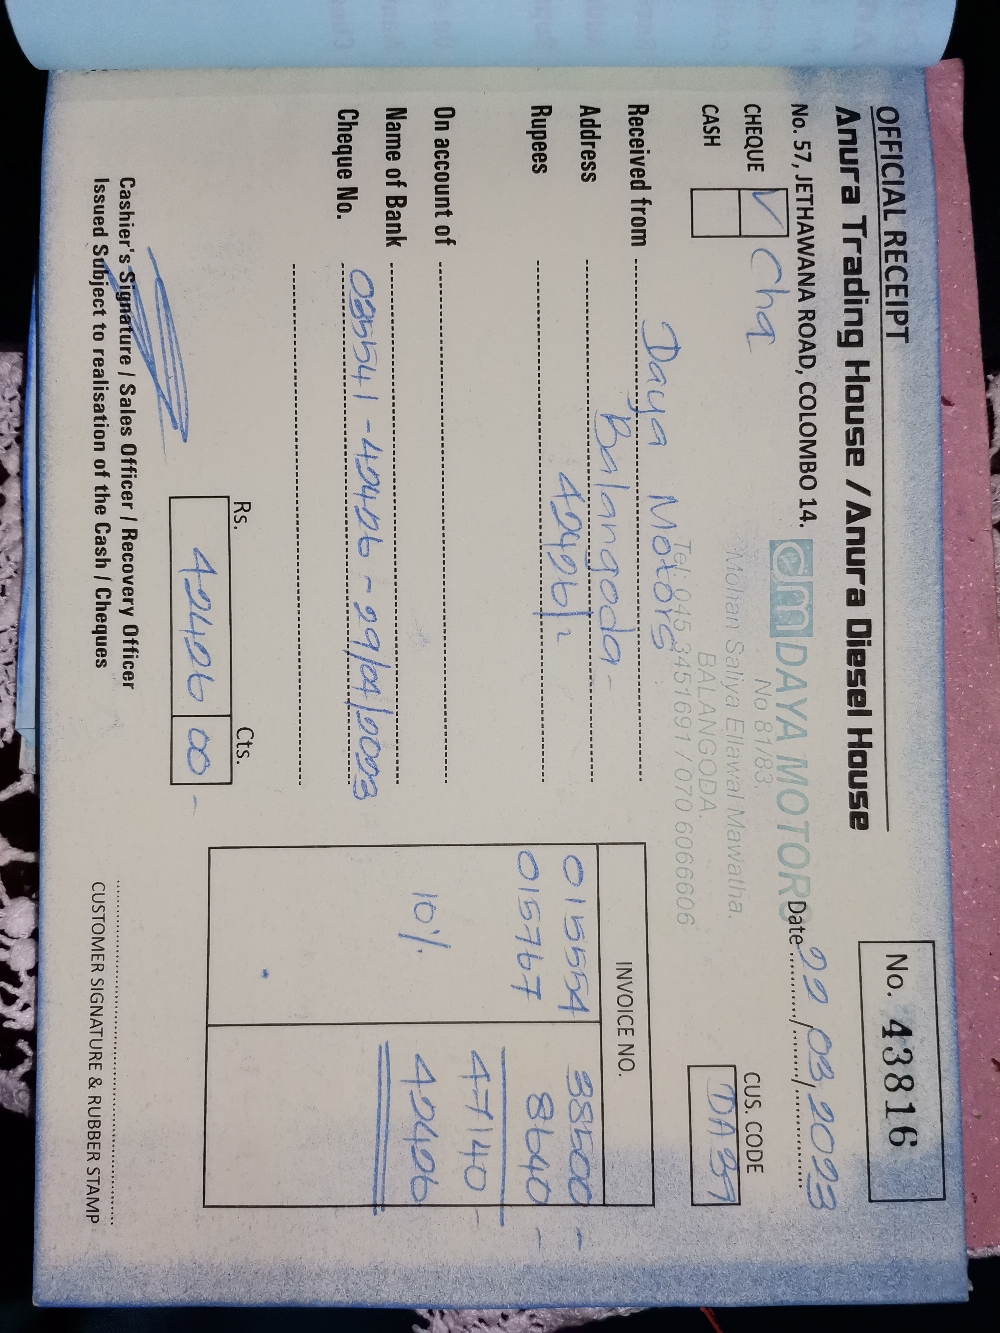 OFFICIAL RECEIPT
Anura Trading House / Anura Diesel House
No. 57, JETHAWANA ROAD, COLOMBO 14.
No. 43816
dm DAYA MOTOR
No 81/83,
Mohan Saliya Ellawal Mawatha.
BALANGODA.
Tel: 045 3451691 / 070 6066606
Date 22/03/2023
CHEQUE V Chq
CASH
CUS. CODE
DA 37
Received from Daya Motors
Address Balangoda -
Rupees 42426/-
On account of
Name of Bank
Cheque No. 035541 - 42426 - 29/04/2023
INVOICE NO.
015554 38500 -
015767 8640 -
47140 -
10% 42426
Rs. Cts.
42426 00 -
Cashier's Signature / Sales Officer / Recovery Officer
Issued Subject to realisation of the Cash / Cheques
CUSTOMER SIGNATURE & RUBBER STAMP